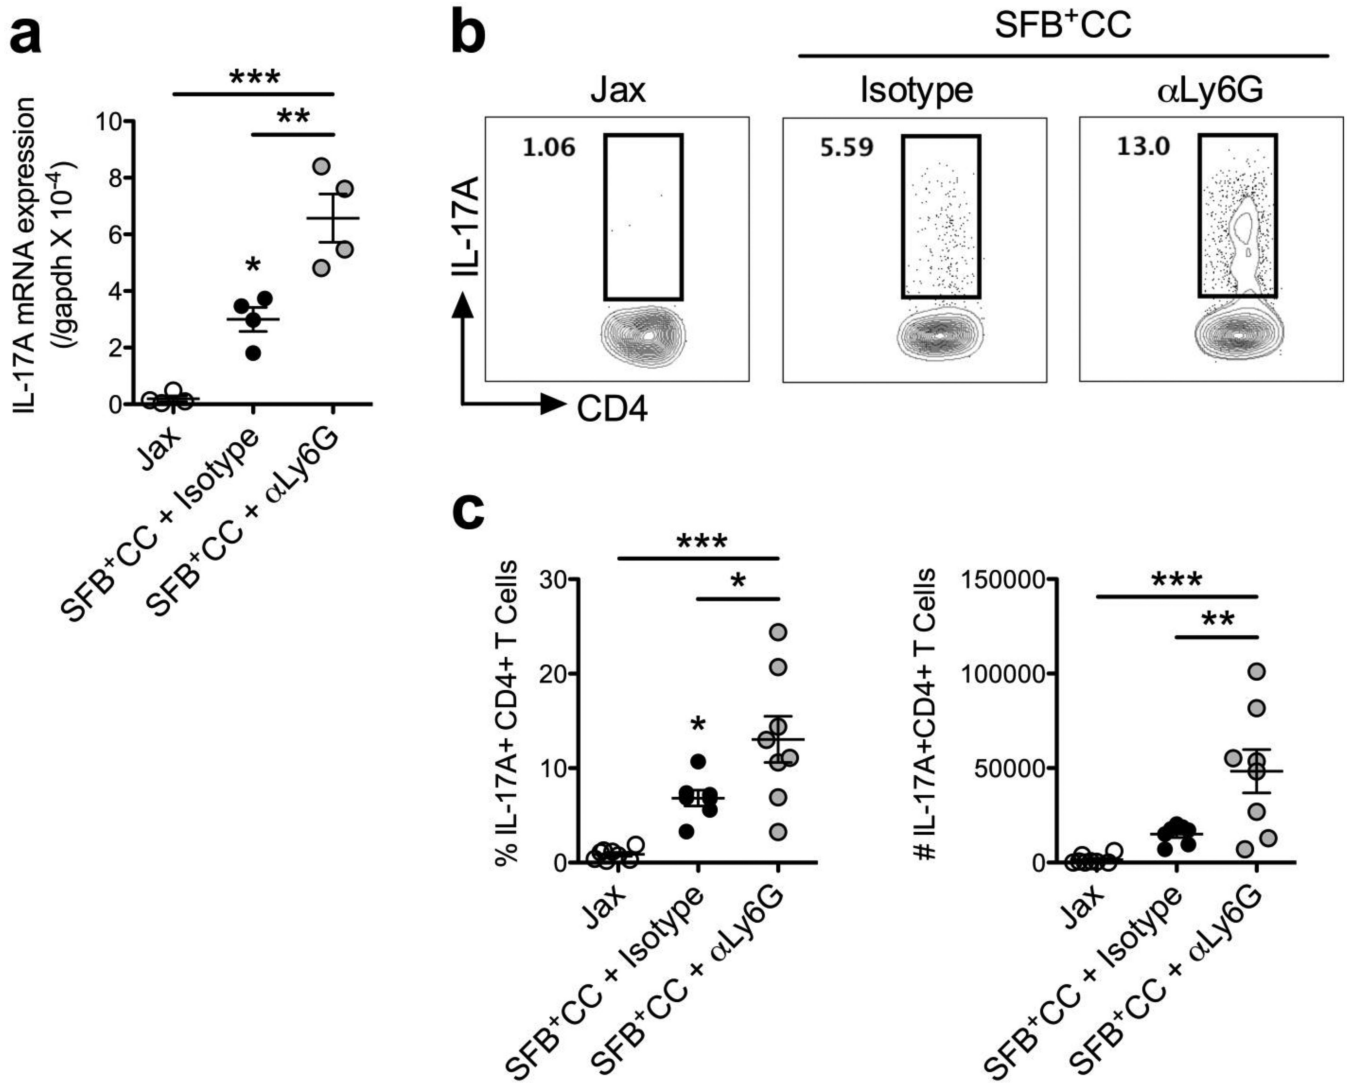 a
***
**
*
IL-17A mRNA expression
(/gapdh X 10-4)
10
8
6
4
2
0
Jax
SFB+CC + Isotype
SFB+CC + αLy6G
b
SFB+CC
Jax
Isotype
αLy6G
1.06
5.59
13.0
IL-17A
CD4
c
***
*
*
% IL-17A+ CD4+ T Cells
30
20
10
0
Jax
SFB+CC + Isotype
SFB+CC + αLy6G
***
**
# IL-17A+CD4+ T Cells
150000
100000
50000
0
Jax
SFB+CC + Isotype
SFB+CC + αLy6G